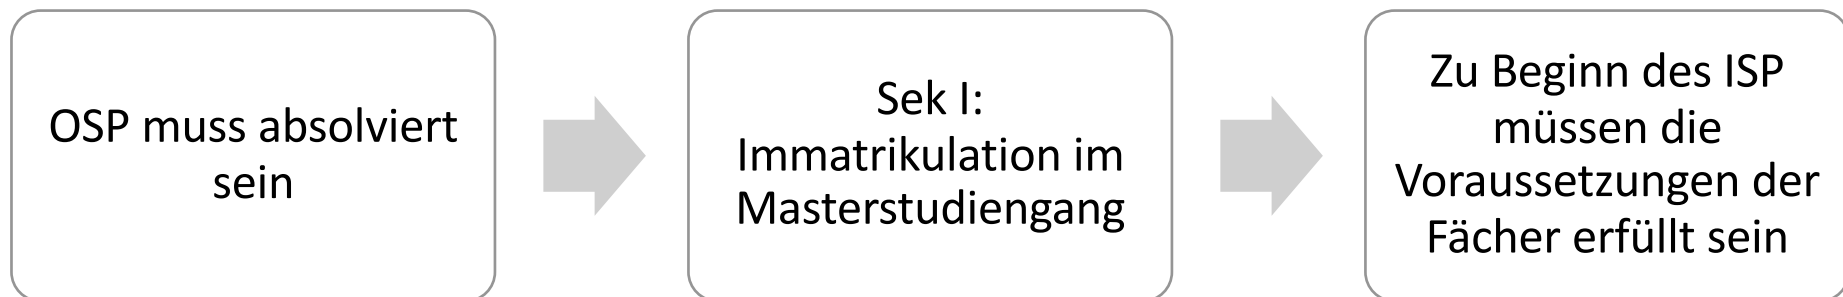 OSP muss absolviert
sein
Sek I:
Immatrikulation im
Masterstudiengang
Zu Beginn des ISP
müssen die
Voraussetzungen der
Fächer erfüllt sein